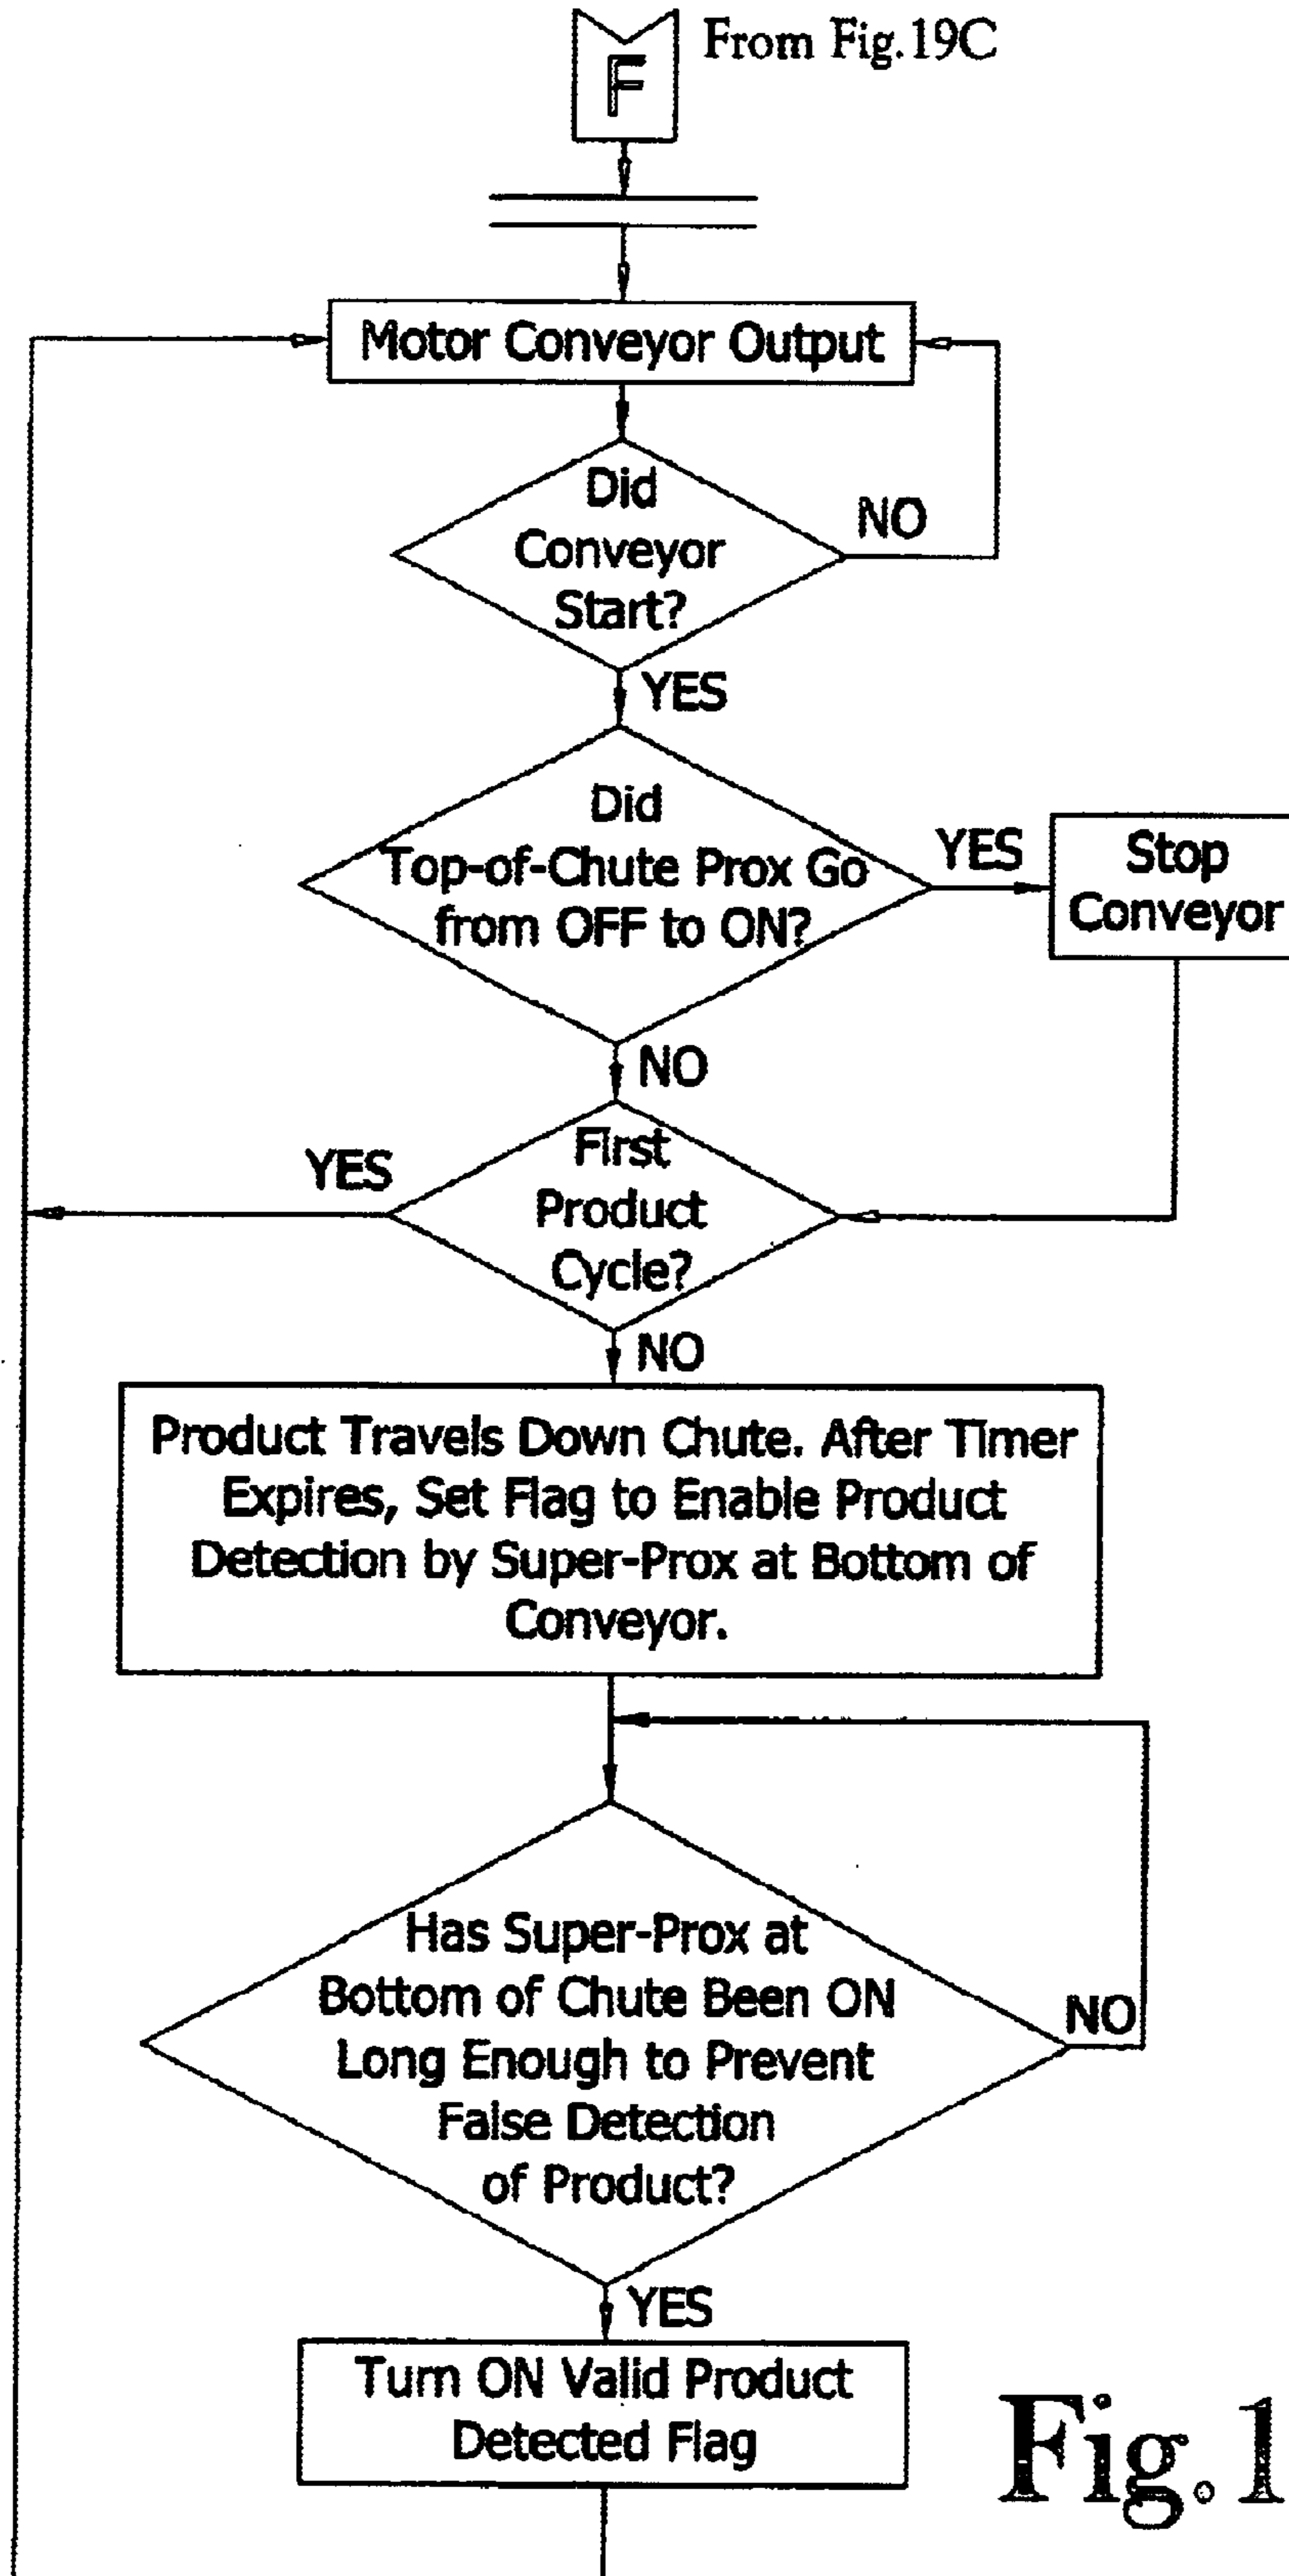 From Fig.19C
F
Motor Conveyor Output
Did
Conveyor
Start?
NO
YES
Did
Top-of-Chute Prox Go
from OFF to ON?
YES
Stop
Conveyor
NO
First
Product
Cycle?
YES
NO
Product Travels Down Chute. After Timer
Expires, Set Flag to Enable Product
Detection by Super-Prox at Bottom of
Conveyor.
Has Super-Prox at
Bottom of Chute Been ON
Long Enough to Prevent
False Detection
of Product?
NO
YES
Turn ON Valid Product
Detected Flag
Fig.1